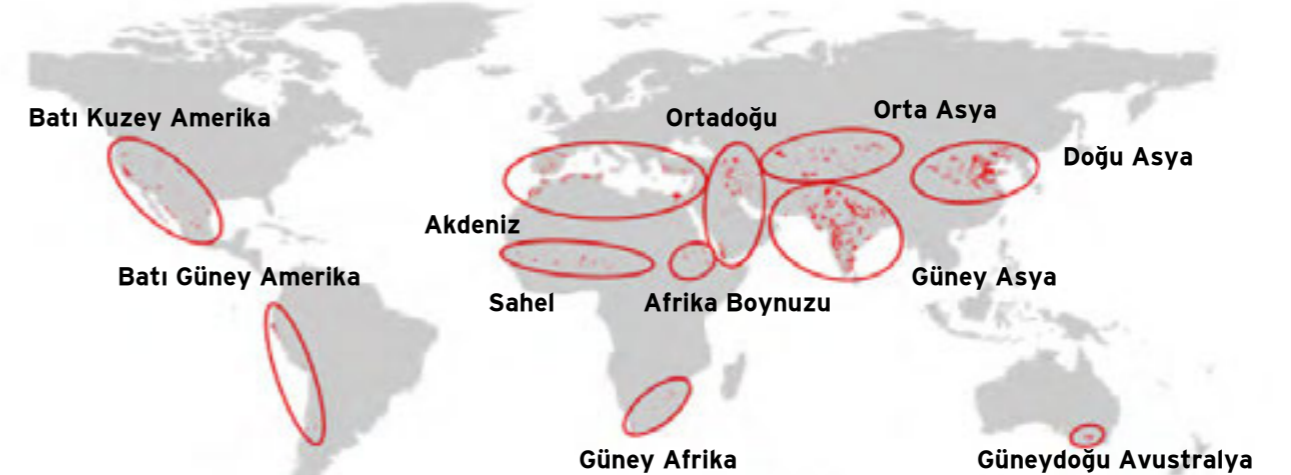 Batı Kuzey Amerika
Ortadoğu
Orta Asya
Doğu Asya
Akdeniz
Batı Güney Amerika
Güney Asya
Sahel
Afrika Boynuzu
Güney Afrika
Güneydoğu Avustralya